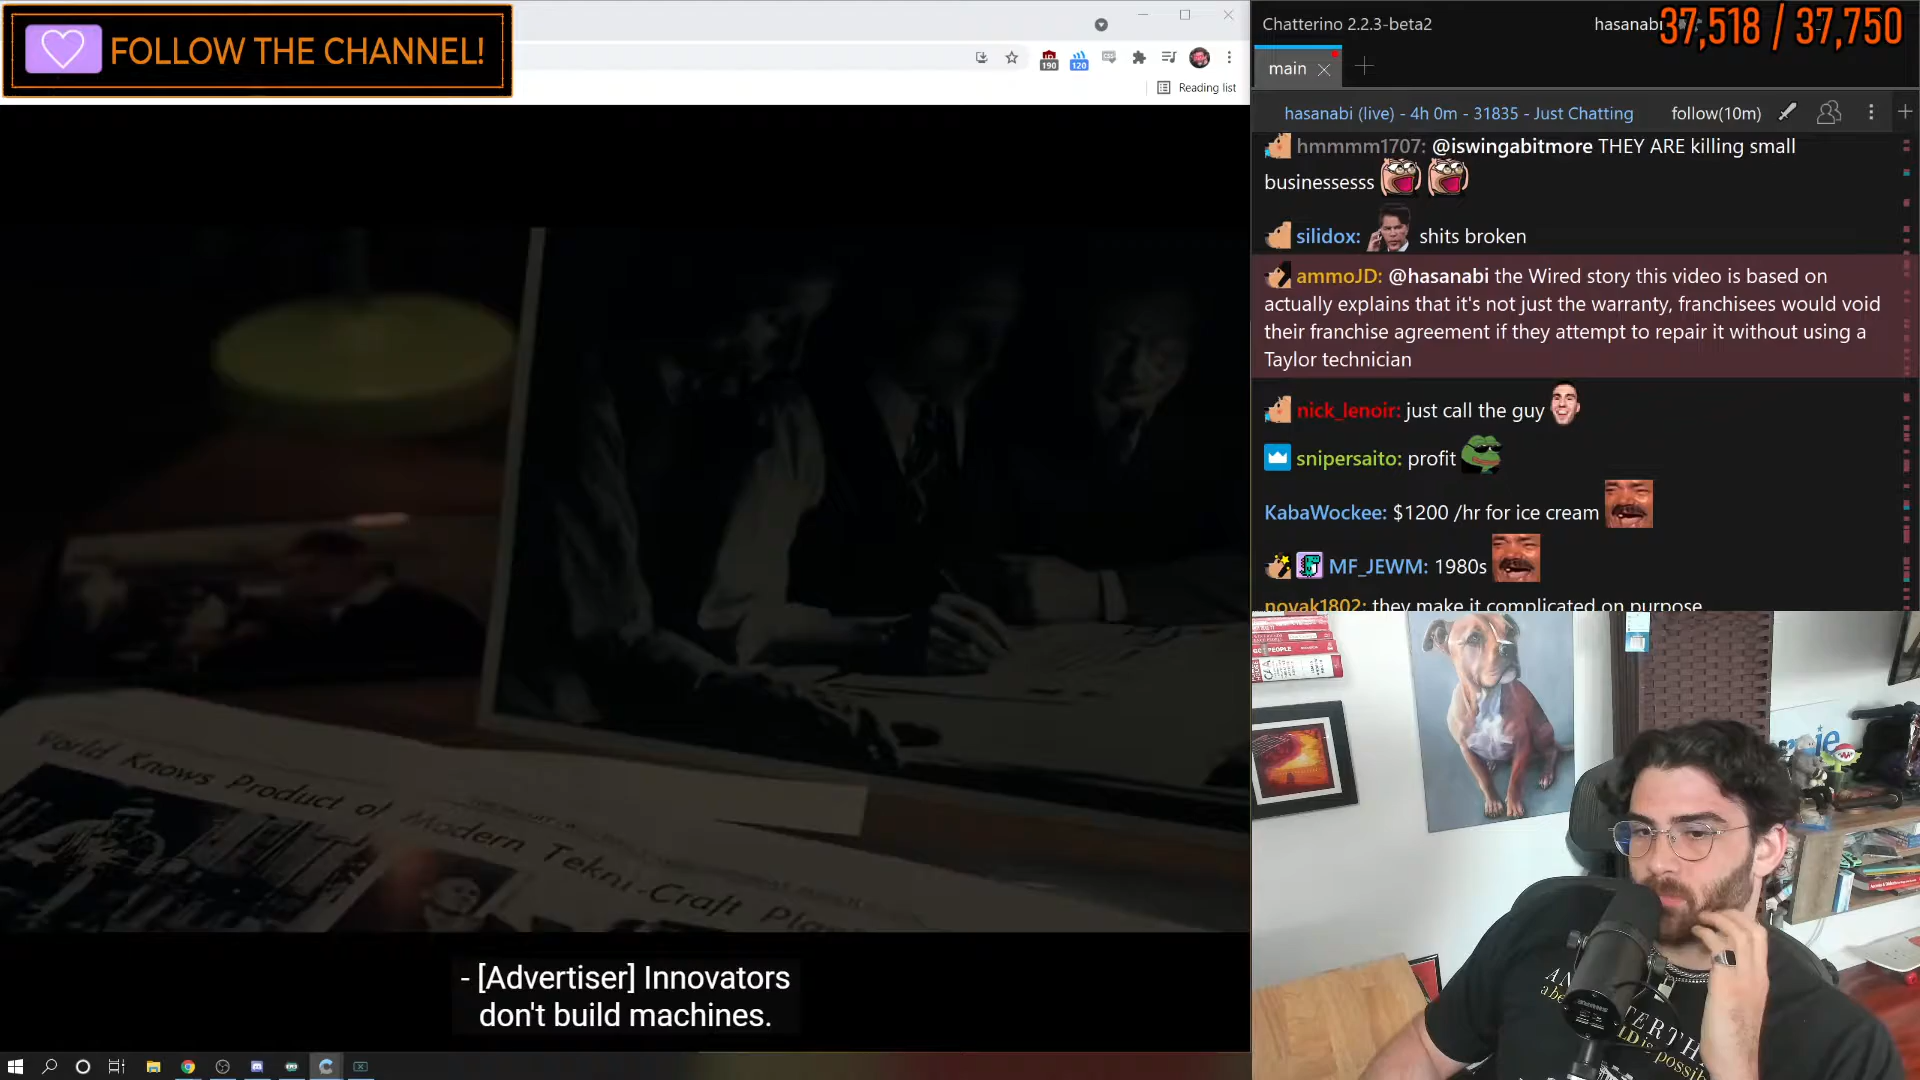 FOLLOW THE CHANNEL!
190
120
Reading list
World Knows Product of Modern Tekni-Craft
- [Advertiser] Innovators
don't build machines.
Chatterino 2.2.3-beta2
hasanabi
37,518 / 37,750
main
hasanabi (live) - 4h 0m - 31835 - Just Chatting
follow(10m)
hmmmm1707: @iswingabitmore THEY ARE killing small
businessesss
silidox: shits broken
ammoJD: @hasanabi the Wired story this video is based on
actually explains that it's not just the warranty, franchisees would void
their franchise agreement if they attempt to repair it without using a
Taylor technician
nick_lenoir: just call the guy
snipersaito: profit
KabaWockee: $1200 /hr for ice cream
MF_JEWM: 1980s
novak1802: they make it complicated on purpose